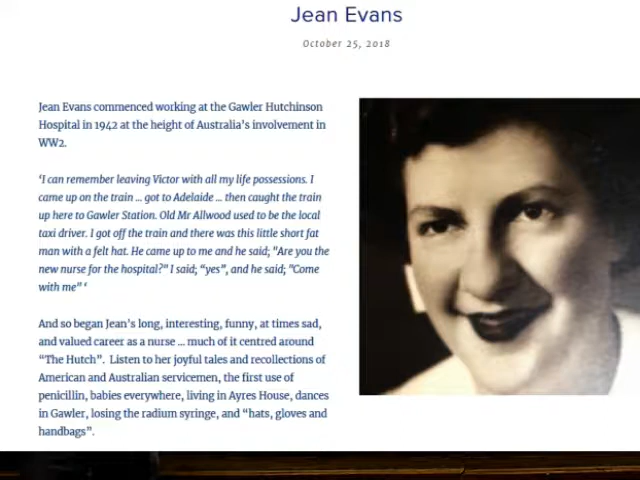 Jean Evans
October 25, 2018
Jean Evans commenced working at the Gawler Hutchinson
Hospital in 1942 at the height of Australia's involvement in
WW2.
'I can remember leaving Victor with all my life possessions. I
came up on the train ... got to Adelaide ... then caught the train
up here to Gawler Station. Old Mr Allwood used to be the local
taxi driver. I got off the train and there was this little short fat
man with a felt hat. He came up to me and he said; "Are you the
new nurse for the hospital?" I said; "yes", and he said; "Come
with me" '
And so began Jean's long, interesting, funny, at times sad,
and valued career as a nurse ... much of it centred around
"The Hutch". Listen to her joyful tales and recollections of
American and Australian servicemen, the first use of
penicillin, babies everywhere, living in Ayres House, dances
in Gawler, losing the radium syringe, and "hats, gloves and
handbags".